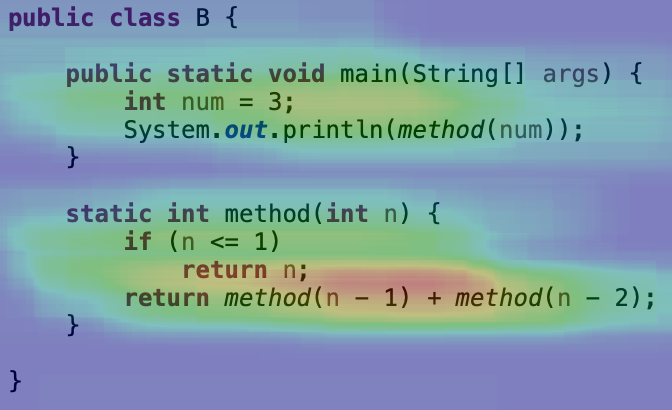 public class B {
    public static void main(String[] args) {
        int num = 3;
        System.out.println(method(num));
    }
    static int method(int n) {
        if (n <= 1)
            return n;
        return method(n - 1) + method(n - 2);
    }
}